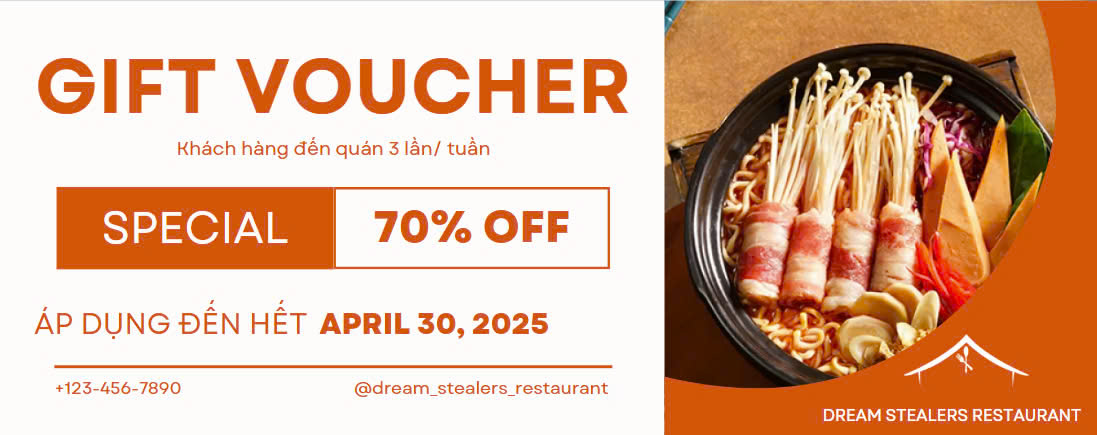 GIFT VOUCHER
Khách hàng đến quán 3 lần/ tuần
SPECIAL
70% OFF
ÁP DỤNG ĐẾN HẾT APRIL 30, 2025
+123-456-7890
@dream_stealers_restaurant
DREAM STEALERS RESTAURANT